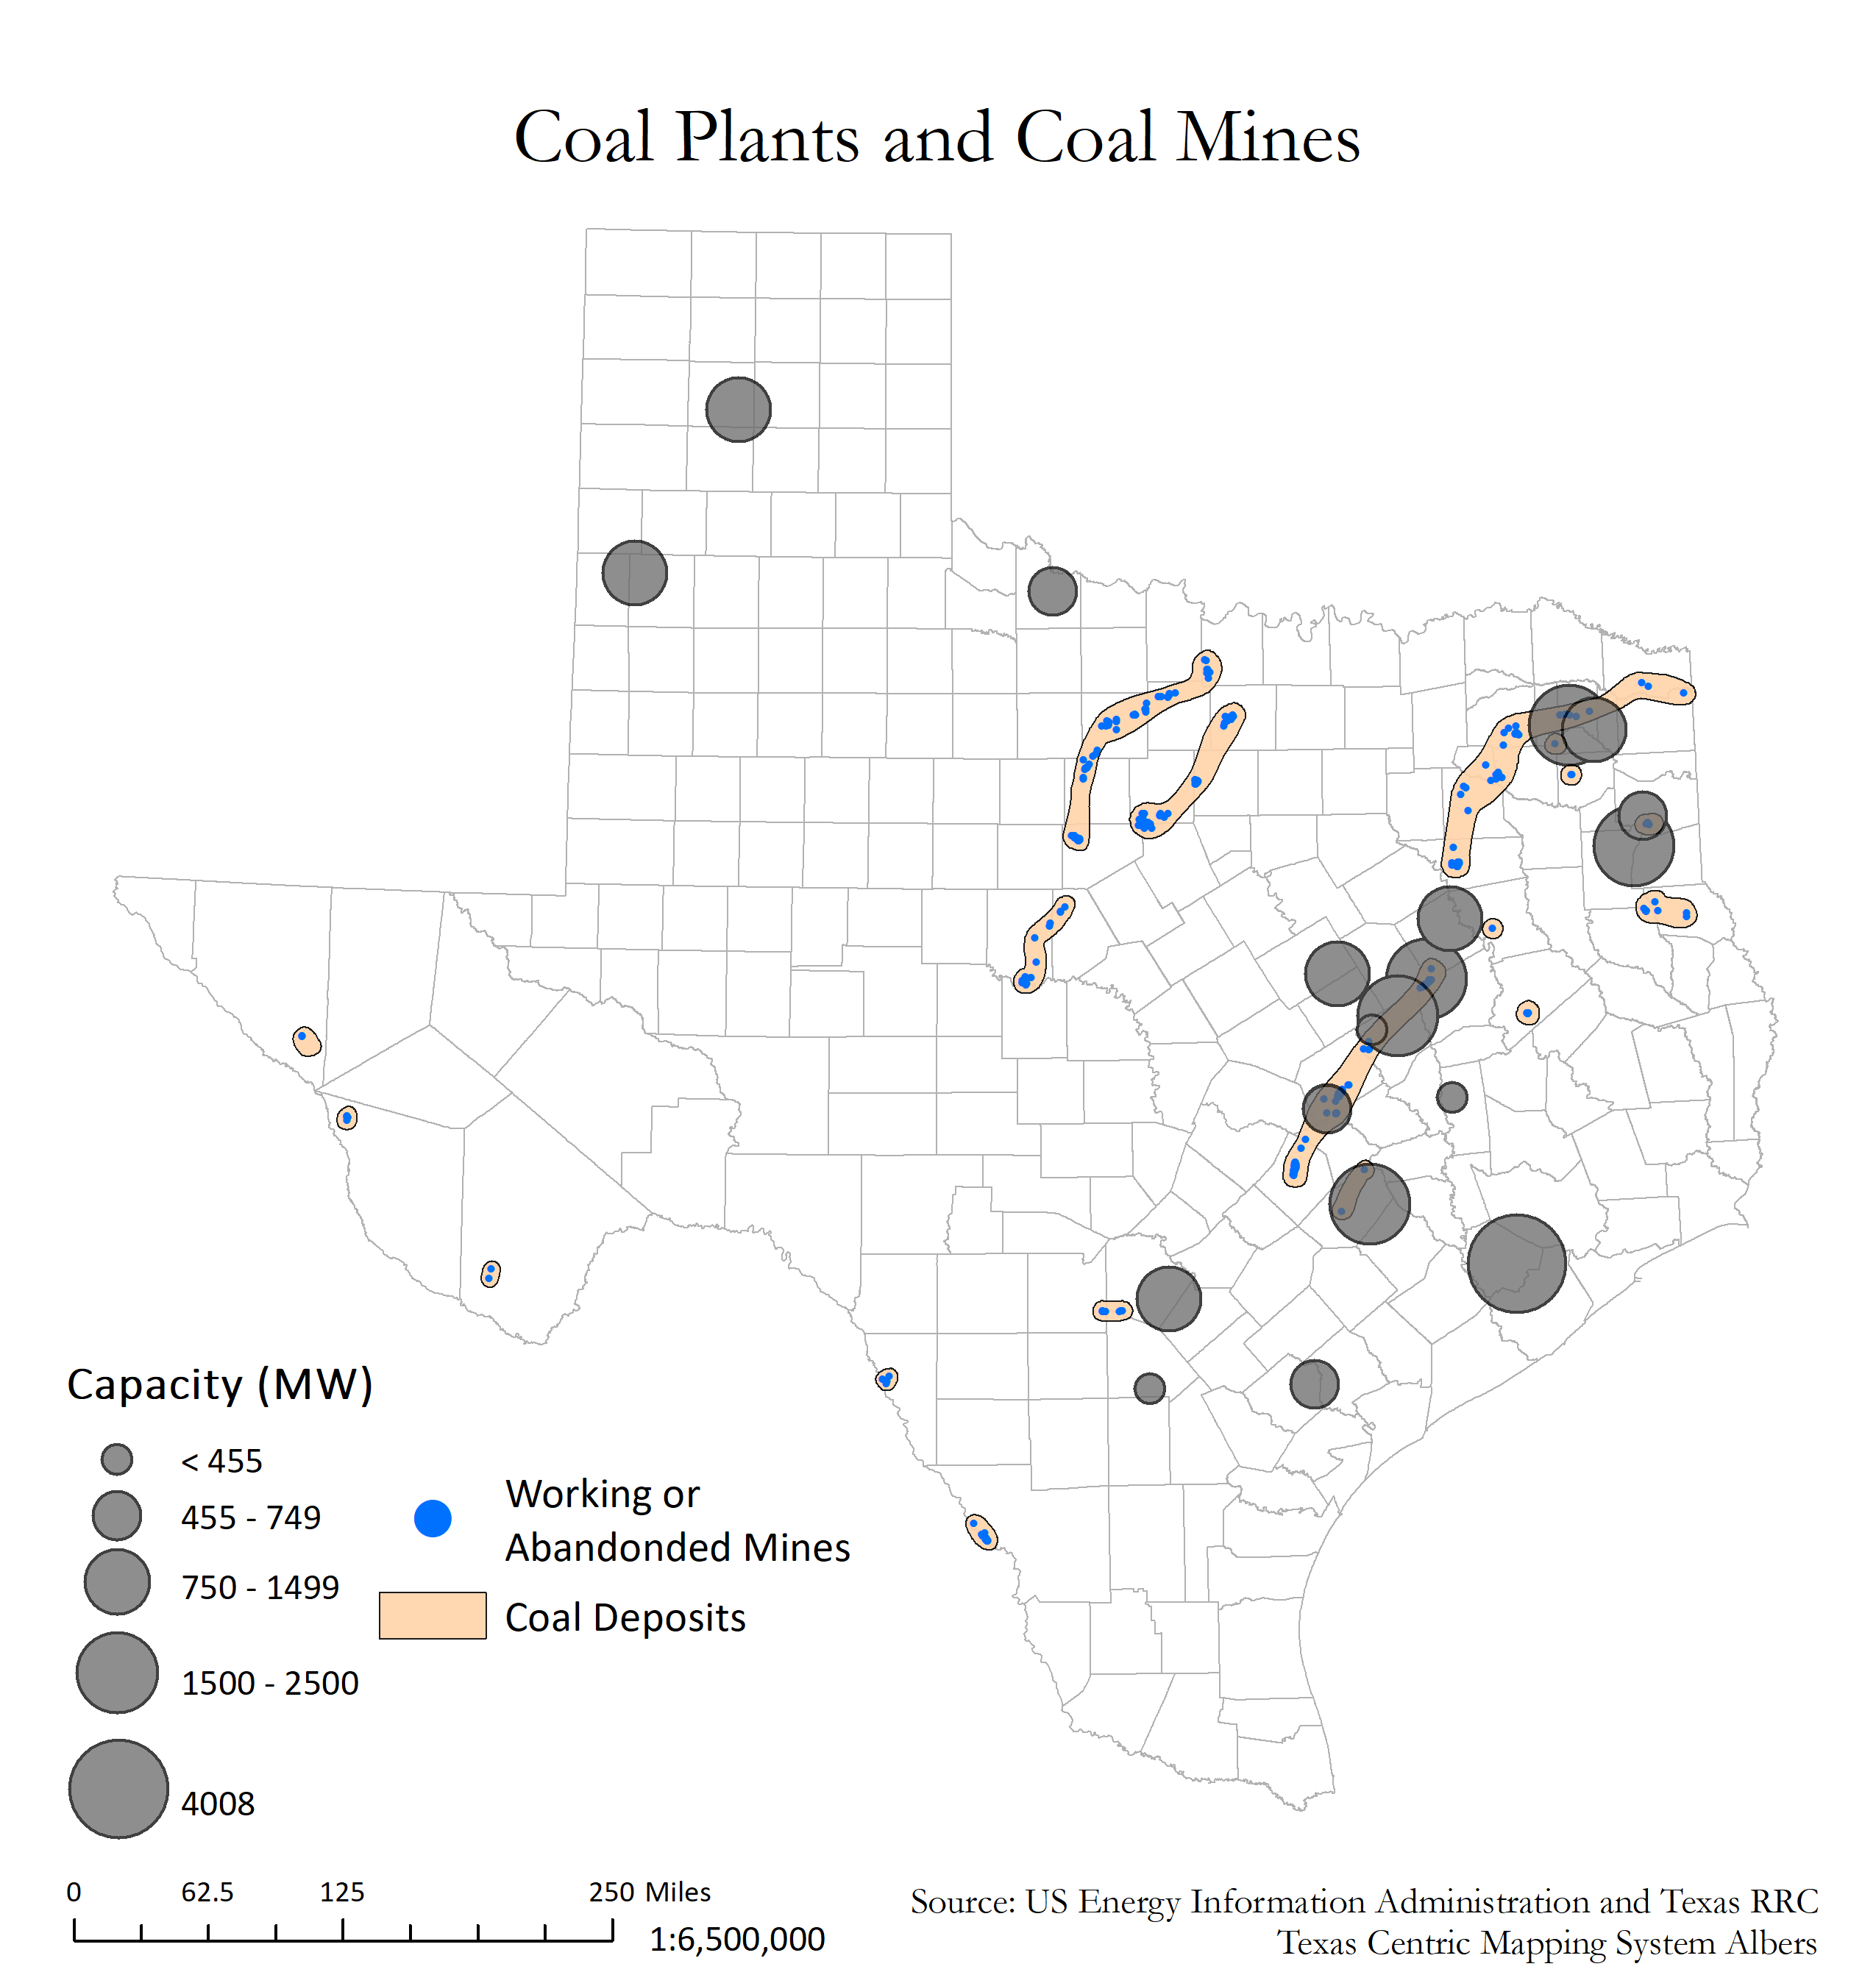 Coal Plants and Coal Mines
Capacity (MW)
< 455
455 - 749
750 - 1499
1500 - 2500
4008
Working or
Abandonded Mines
Coal Deposits
0 62.5 125 250 Miles
1:6,500,000
Source: US Energy Information Administration and Texas RRC
Texas Centric Mapping System Albers